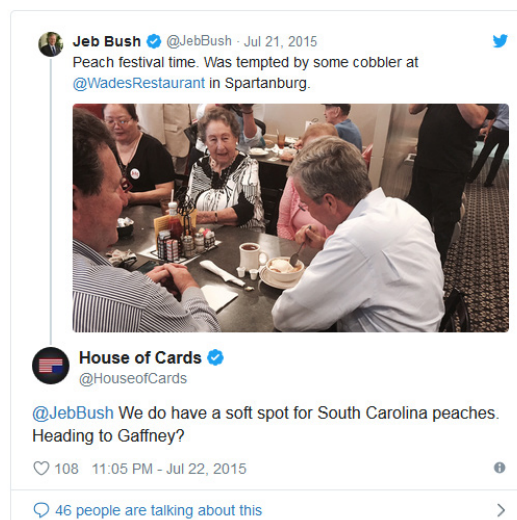 Jeb Bush @JebBush · Jul 21, 2015
Peach festival time. Was tempted by some cobbler at
@WadesRestaurant in Spartanburg.
House of Cards
@HouseofCards
@JebBush We do have a soft spot for South Carolina peaches.
Heading to Gaffney?
108 11:05 PM - Jul 22, 2015
46 people are talking about this